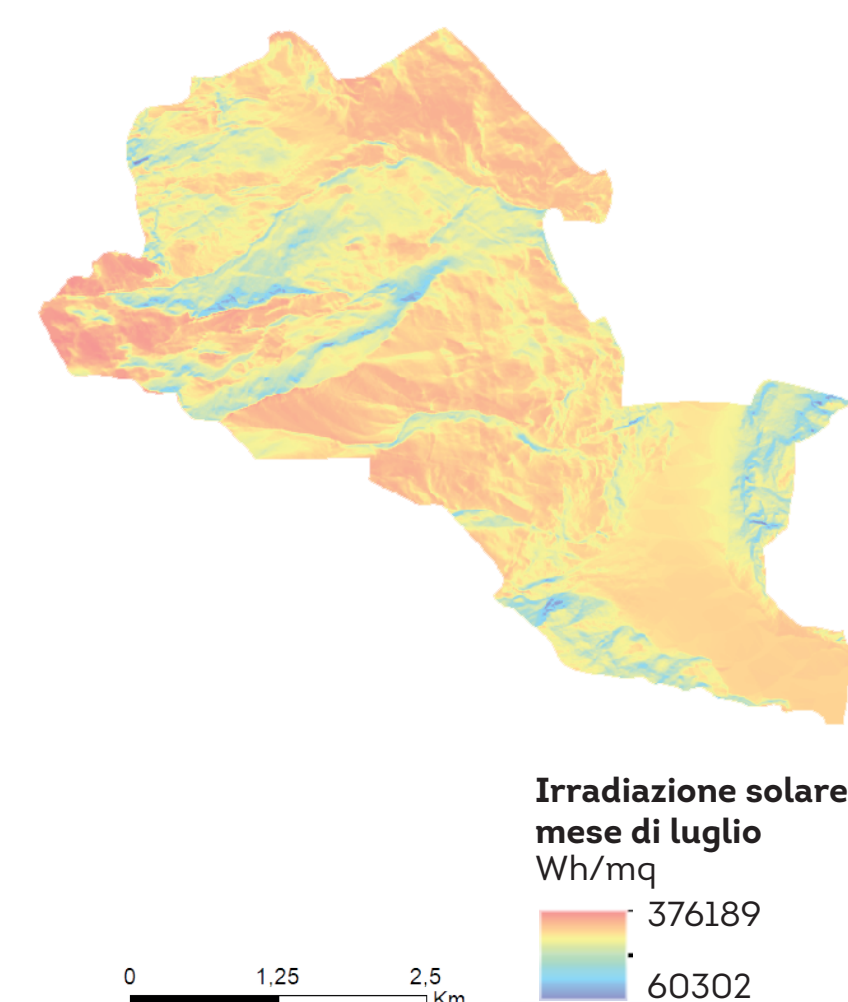 Irradiazione solare
mese di luglio
Wh/mq
376189
60302
0 1,25 2,5
Km